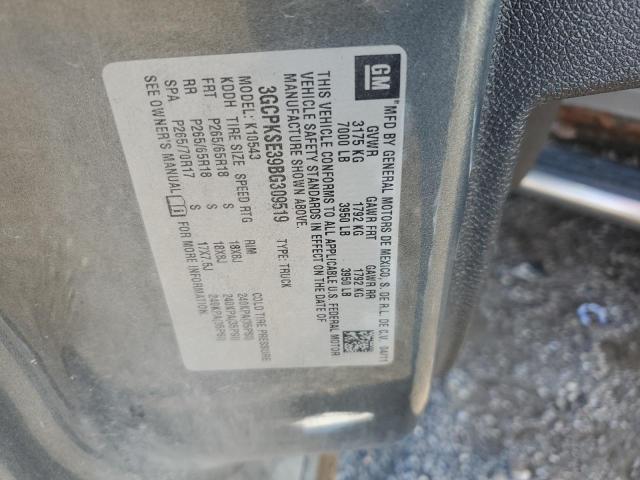 GM
MFD BY GENERAL MOTORS DE MEXICO, S. DE R.L. DE C.V. 04/11
GVWR GAWR FRT GAWR RR
3175 KG 1792 KG 1792 KG
7000 LB 3950 LB 3950 LB
THIS VEHICLE CONFORMS TO ALL APPLICABLE U.S. FEDERAL MOTOR
VEHICLE SAFETY STANDARDS IN EFFECT ON THE DATE OF
MANUFACTURE SHOWN ABOVE.
3GCPKSE39BG309519 TYPE: TRUCK
MODEL: K10543
KDDH TIRE SIZE SPEED RTG RIM COLD TIRE PRESSURE
FRT P265/65R18 S 18X8J 240KPA(35PSI)
RR P265/65R18 S 18X8J 240KPA(35PSI)
SPA P265/70R17 S 17X7.5J 240KPA(35PSI)
SEE OWNER'S MANUAL FOR MORE INFORMATION